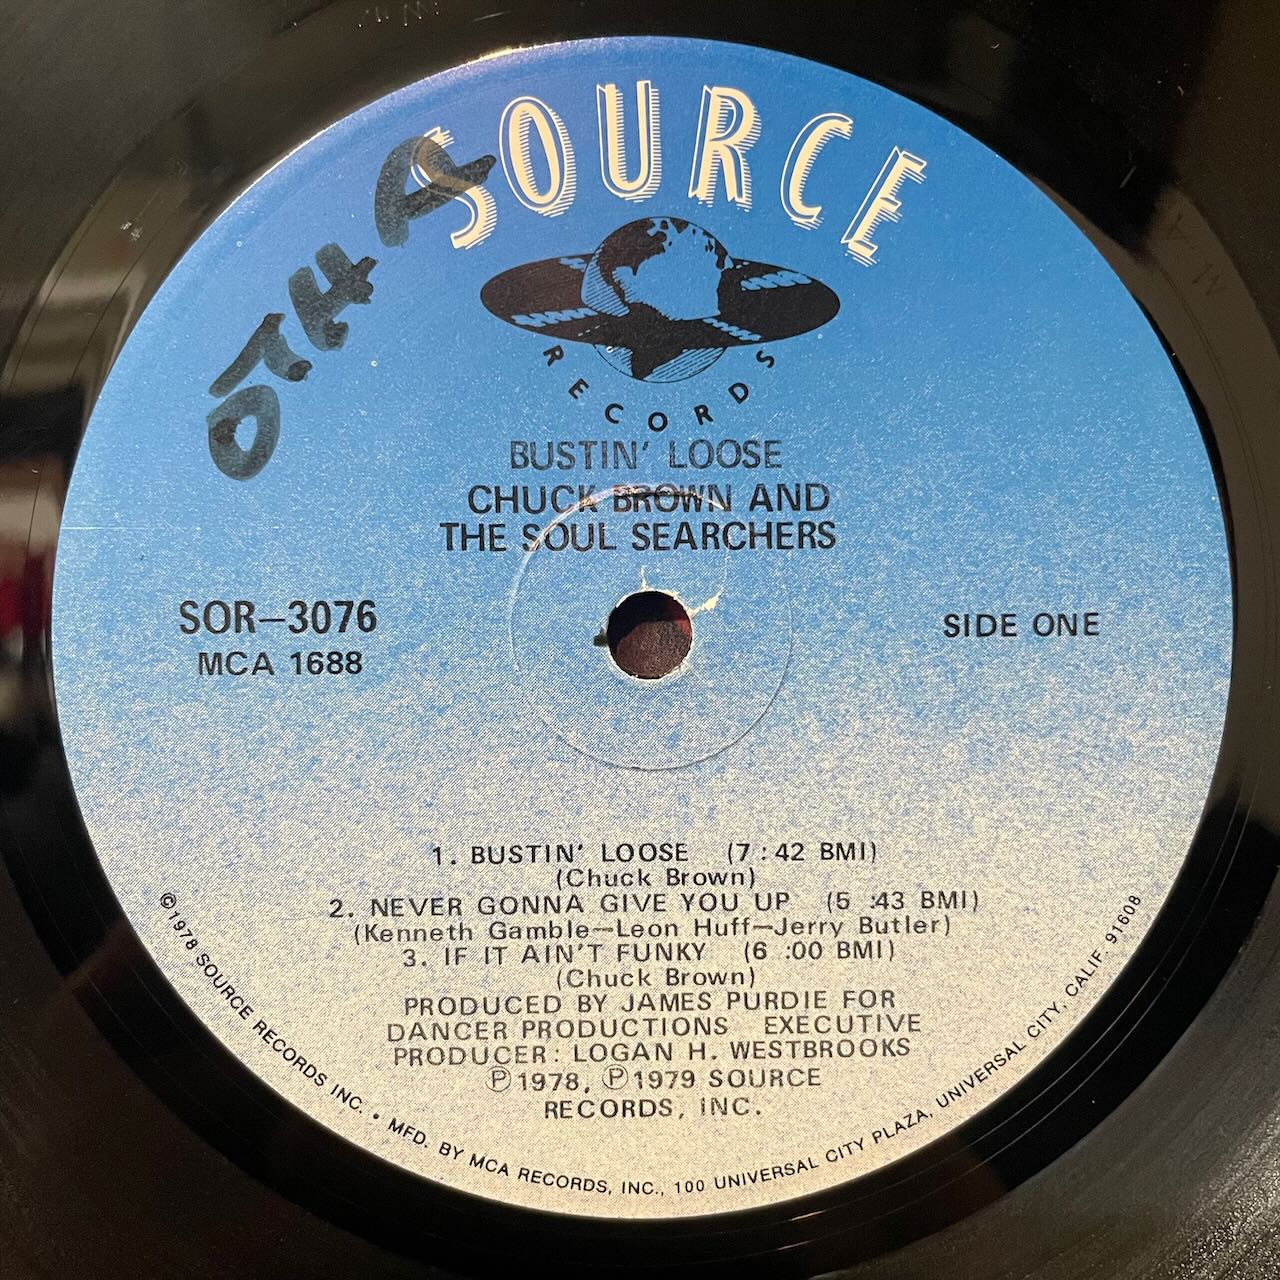 SOURCE
OTHA
RECORDS
BUSTIN' LOOSE
CHUCK BROWN AND
THE SOUL SEARCHERS
SOR—3076
MCA 1688
SIDE ONE
1. BUSTIN' LOOSE (7:42 BMI)
(Chuck Brown)
2. NEVER GONNA GIVE YOU UP (5 :43 BMI)
(Kenneth Gamble—Leon Huff—Jerry Butler)
3. IF IT AIN'T FUNKY (6 :00 BMI)
(Chuck Brown)
PRODUCED BY JAMES PURDIE FOR
DANCER PRODUCTIONS EXECUTIVE
PRODUCER: LOGAN H. WESTBROOKS
℗1978, ℗1979 SOURCE
RECORDS, INC.
©1978 SOURCE RECORDS INC. • MFD. BY MCA RECORDS, INC., 100 UNIVERSAL CITY PLAZA, UNIVERSAL CITY, CALIF. 91608